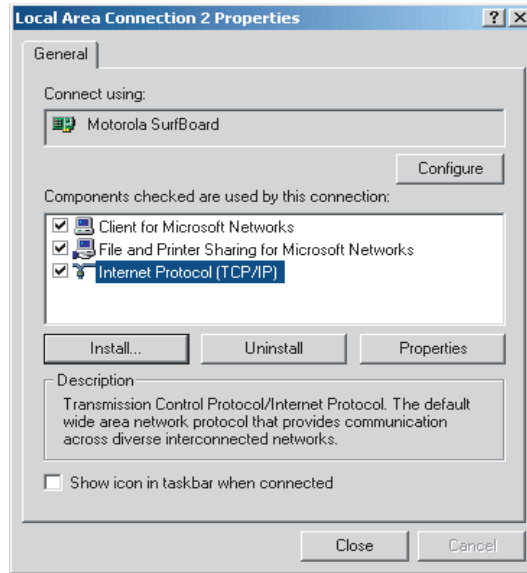 Local Area Connection 2 Properties
General
Connect using:
Motorola SurfBoard
Configure
Components checked are used by this connection:
Client for Microsoft Networks
File and Printer Sharing for Microsoft Networks
Internet Protocol (TCP/IP)
Install... Uninstall Properties
Description
Transmission Control Protocol/Internet Protocol. The default
wide area network protocol that provides communication
across diverse interconnected networks.
Show icon in taskbar when connected
Close Cancel